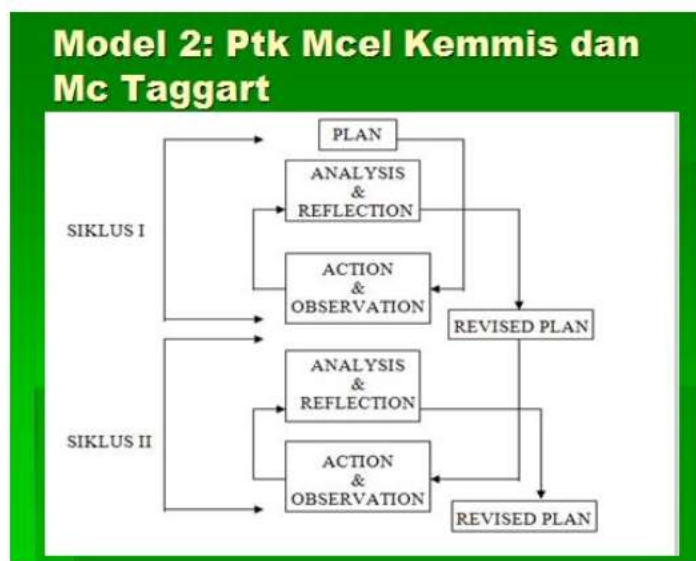 Model 2: Ptk Mcel Kemmis dan
Mc Taggart
PLAN
ANALYSIS
&
REFLECTION
SIKLUS I
ACTION
&
OBSERVATION
REVISED PLAN
ANALYSIS
&
REFLECTION
SIKLUS II
ACTION
&
OBSERVATION
REVISED PLAN